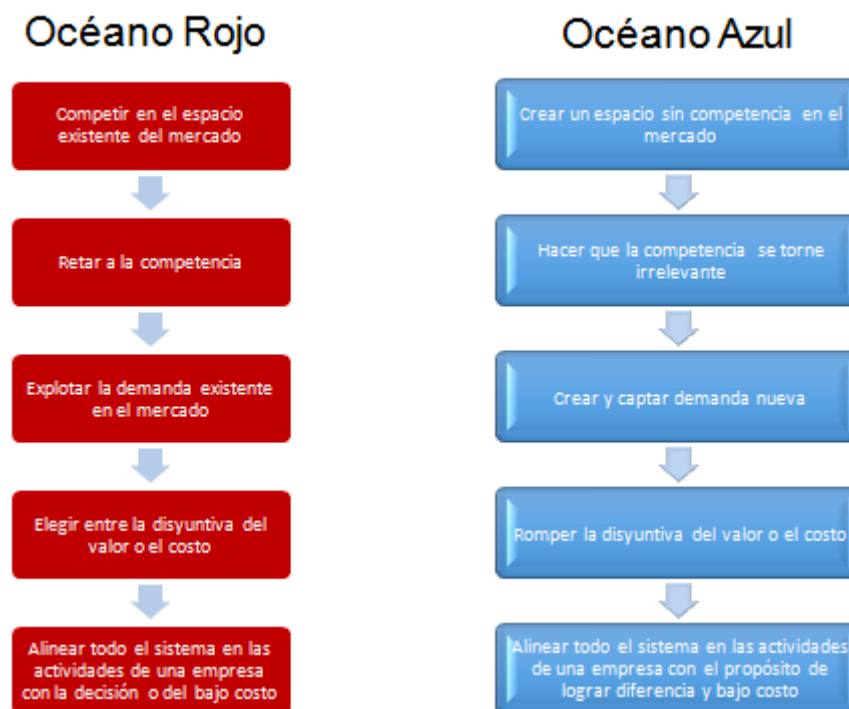 Océano Rojo
Competir en el espacio
existente del mercado
Retar a la competencia
Explotar la demanda existente
en el mercado
Elegir entre la disyuntiva del
valor o el costo
Alinear todo el sistema en las
actividades de una empresa
con la decisión o del bajo costo
Océano Azul
Crear un espacio sin competencia en el
mercado
Hacer que la competencia se torne
irrelevante
Crear y captar demanda nueva
Romper la disyuntiva del valor o el costo
Alinear todo el sistema en las actividades
de una empresa con el propósito de
lograr diferencia y bajo costo